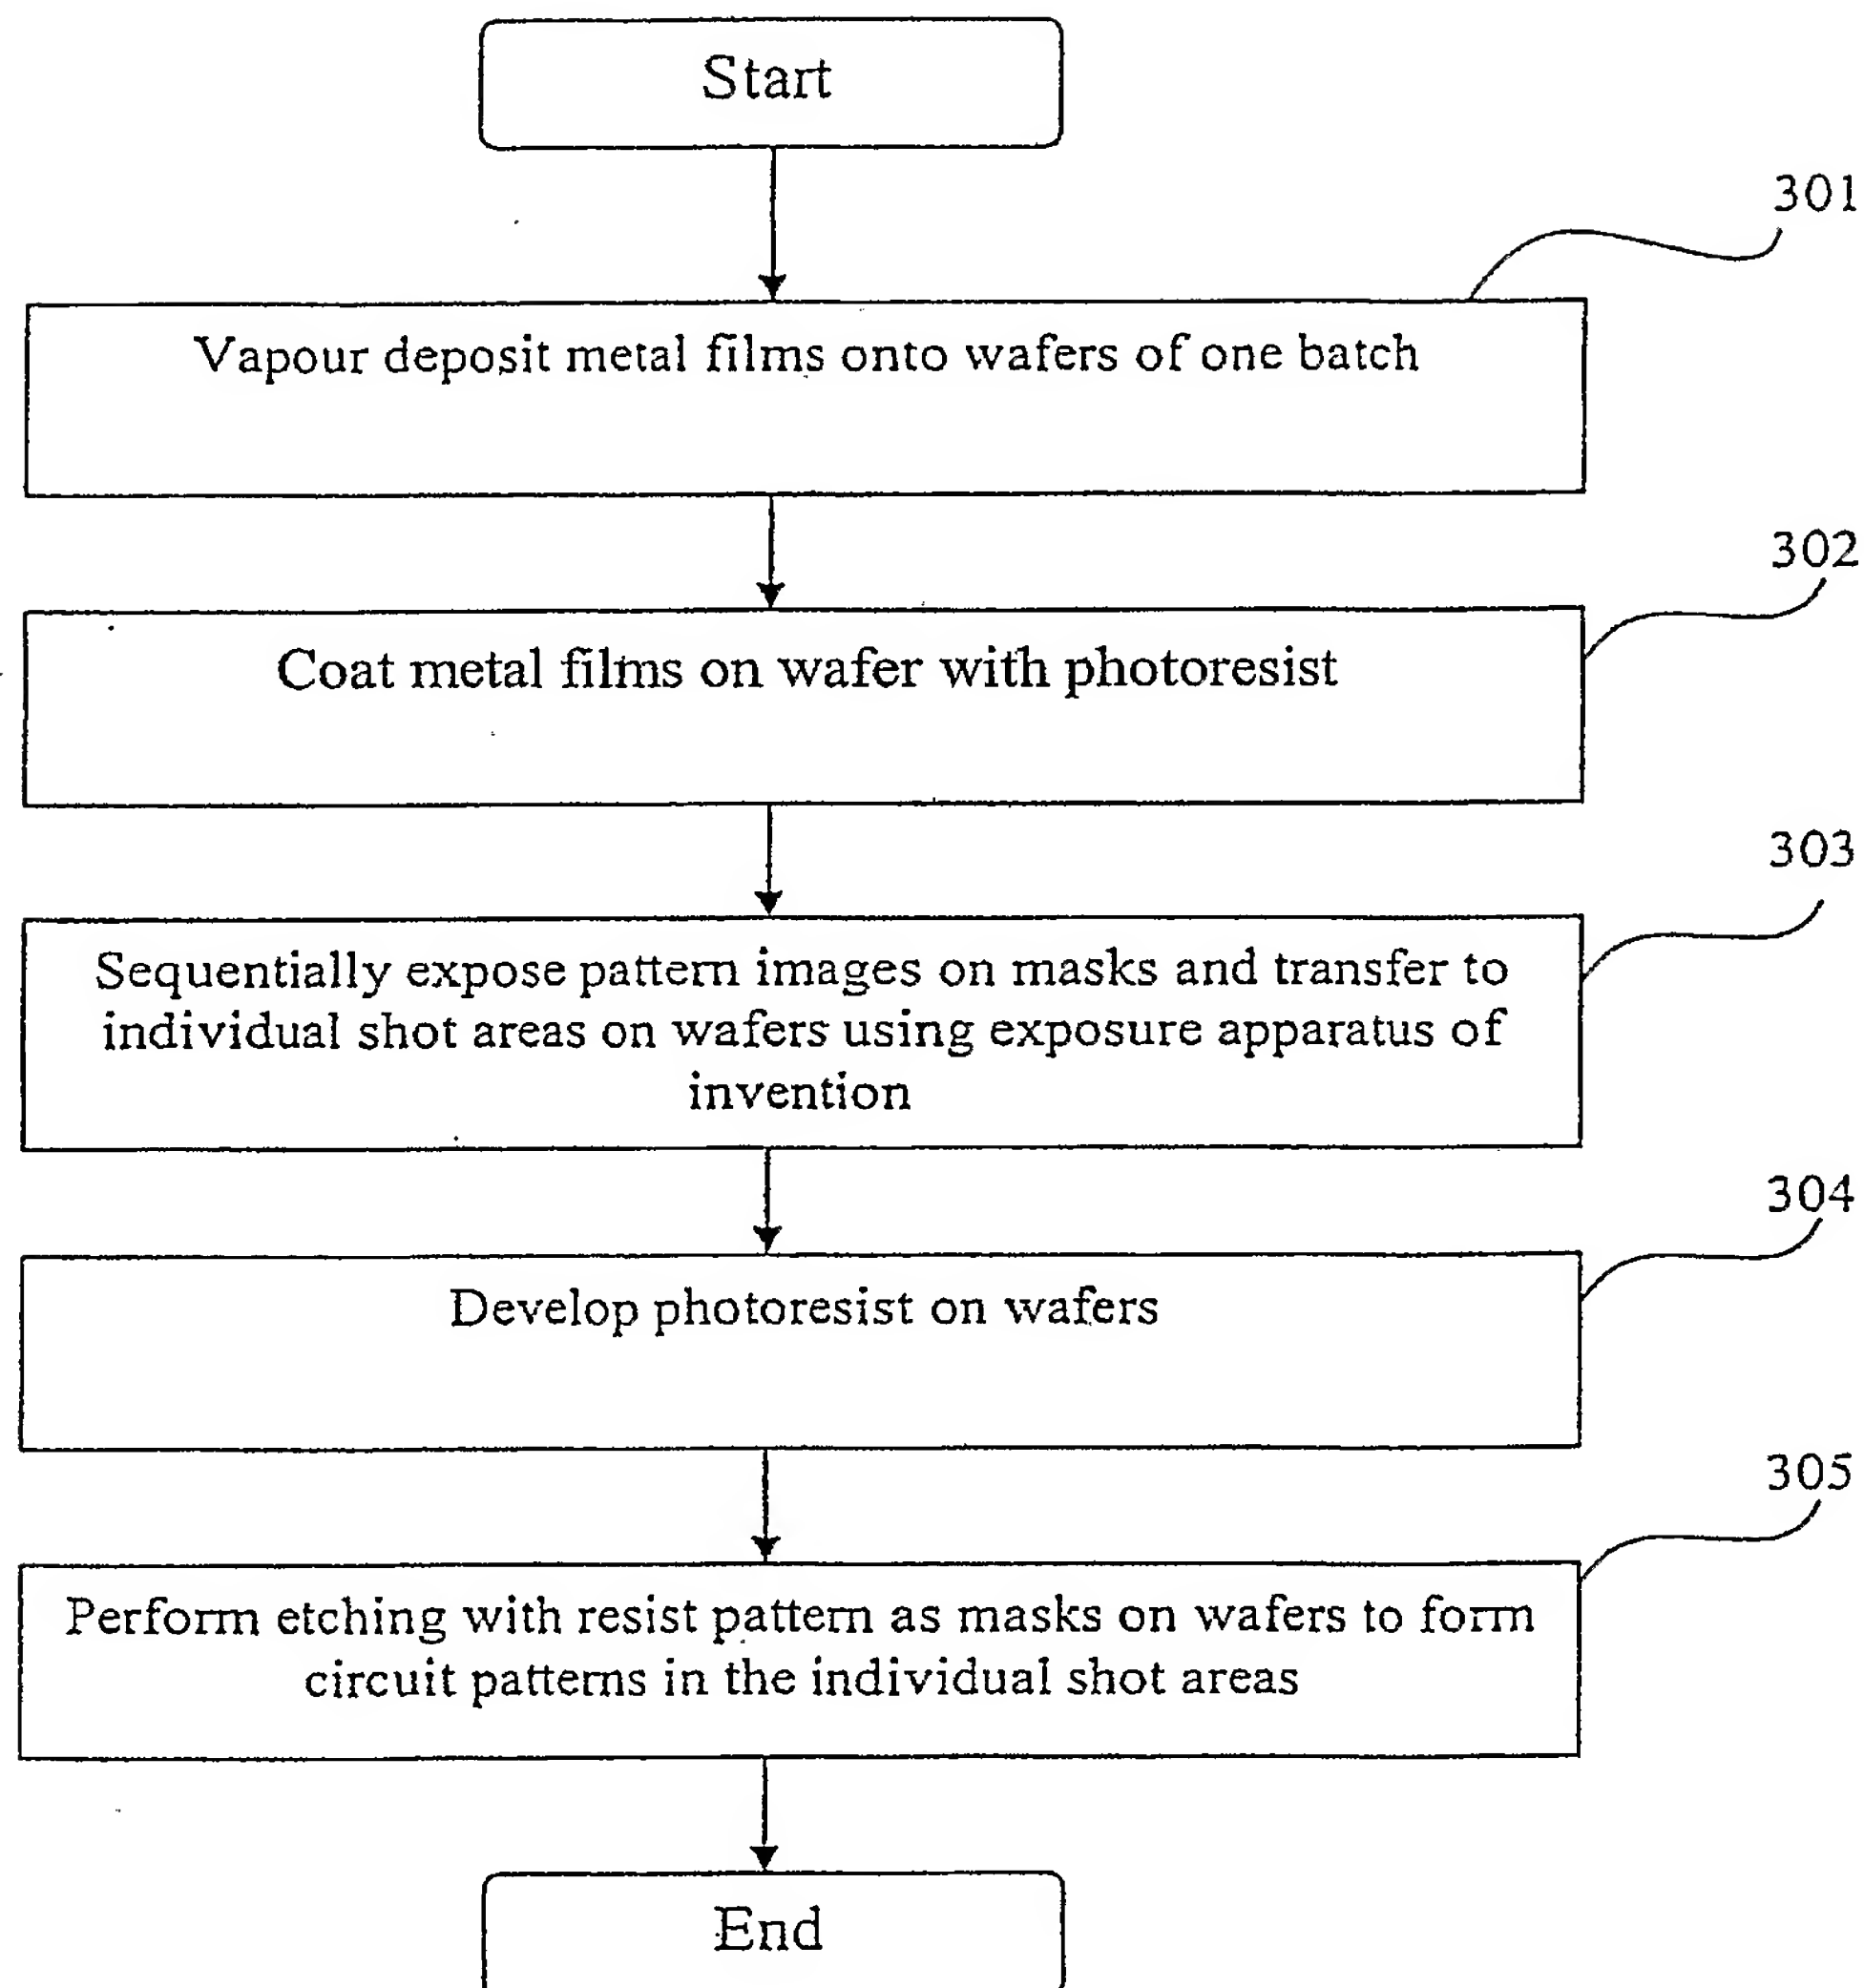 Start
301
Vapour deposit metal films onto wafers of one batch
302
Coat metal films on wafer with photoresist
303
Sequentially expose pattern images on masks and transfer to
individual shot areas on wafers using exposure apparatus of
invention
304
Develop photoresist on wafers
305
Perform etching with resist pattern as masks on wafers to form
circuit patterns in the individual shot areas
End